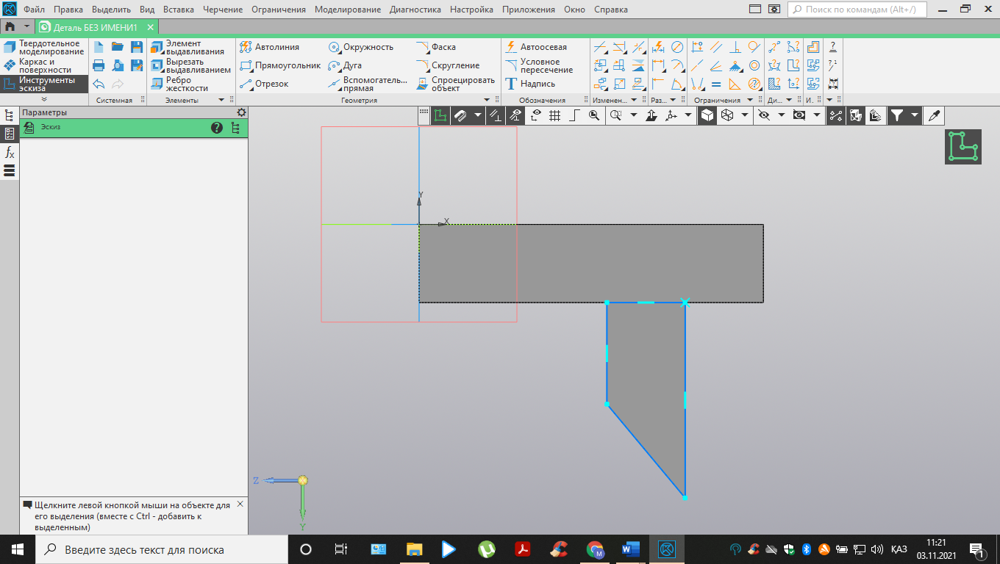 Файл Правка Выделить Вид Вставка Черчение Ограничения Моделирование Диагностика Настройка Приложения Окно Справка Поиск по командам (Alt+/)
Деталь БЕЗ ИМЕНИ1
Твердотельное моделирование
Каркас и поверхности
Инструменты эскиза
Системная
Элемент выдавливания
Вырезать выдавливанием
Ребро жесткости
Элементы
Автолиния
Прямоугольник
Отрезок
Окружность
Дуга
Вспомогатель... прямая
Фаска
Скругление
Спроецировать объект
Геометрия
Автоосевая
Условное пересечение
Надпись
Обозначения
Изменен...
Раз...
Ограничения
Ди...
И.
Параметры
Эскиз
Y
X
Z
Y
Щелкните левой кнопкой мыши на объекте для
его выделения (вместе с Ctrl - добавить к
выделенным)
Введите здесь текст для поиска
ҚАЗ
11:21
03.11.2021
1